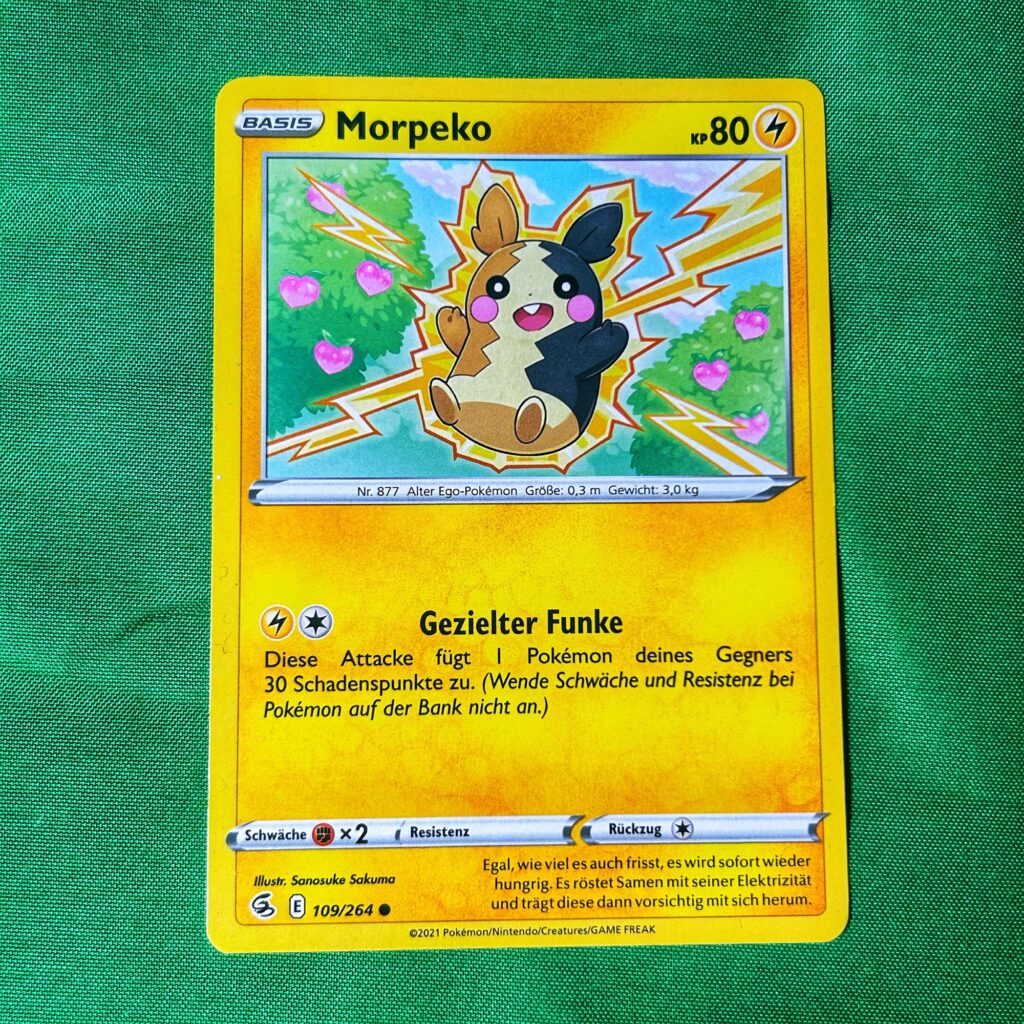 BASIS Morpeko KP80
Nr. 877 Alter Ego-Pokémon Größe: 0,3 m Gewicht: 3,0 kg
Gezielter Funke
Diese Attacke fügt 1 Pokémon deines Gegners
30 Schadenspunkte zu. (Wende Schwäche und Resistenz bei
Pokémon auf der Bank nicht an.)
Schwäche ×2 Resistenz Rückzug
Egal, wie viel es auch frisst, es wird sofort wieder
hungrig. Es röstet Samen mit seiner Elektrizität
und trägt diese dann vorsichtig mit sich herum.
Illustr. Sanosuke Sakuma
E 109/264
©2021 Pokémon/Nintendo/Creatures/GAME FREAK